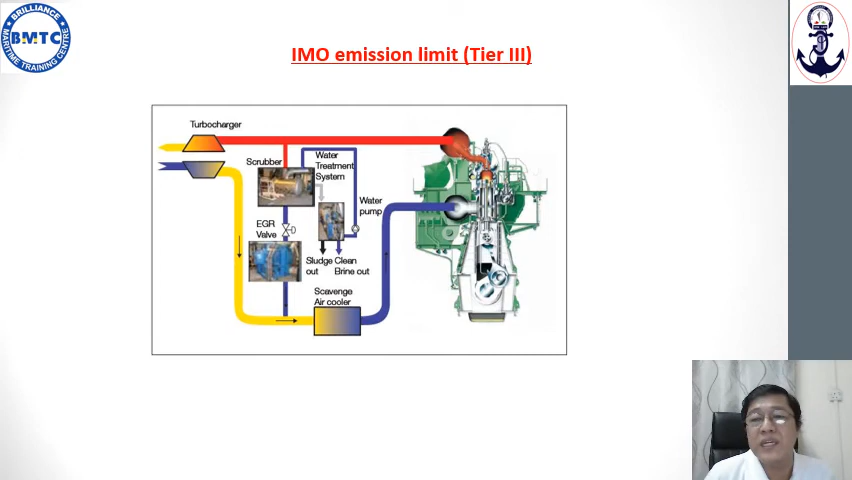 BRILLIANCE
BMTC
MARITIME TRAINING CENTRE
IMO emission limit (Tier III)
Turbocharger
Scrubber
Water
Treatment
System
Water
pump
EGR
Valve
Sludge Clean
out Brine out
Scavenge
Air cooler